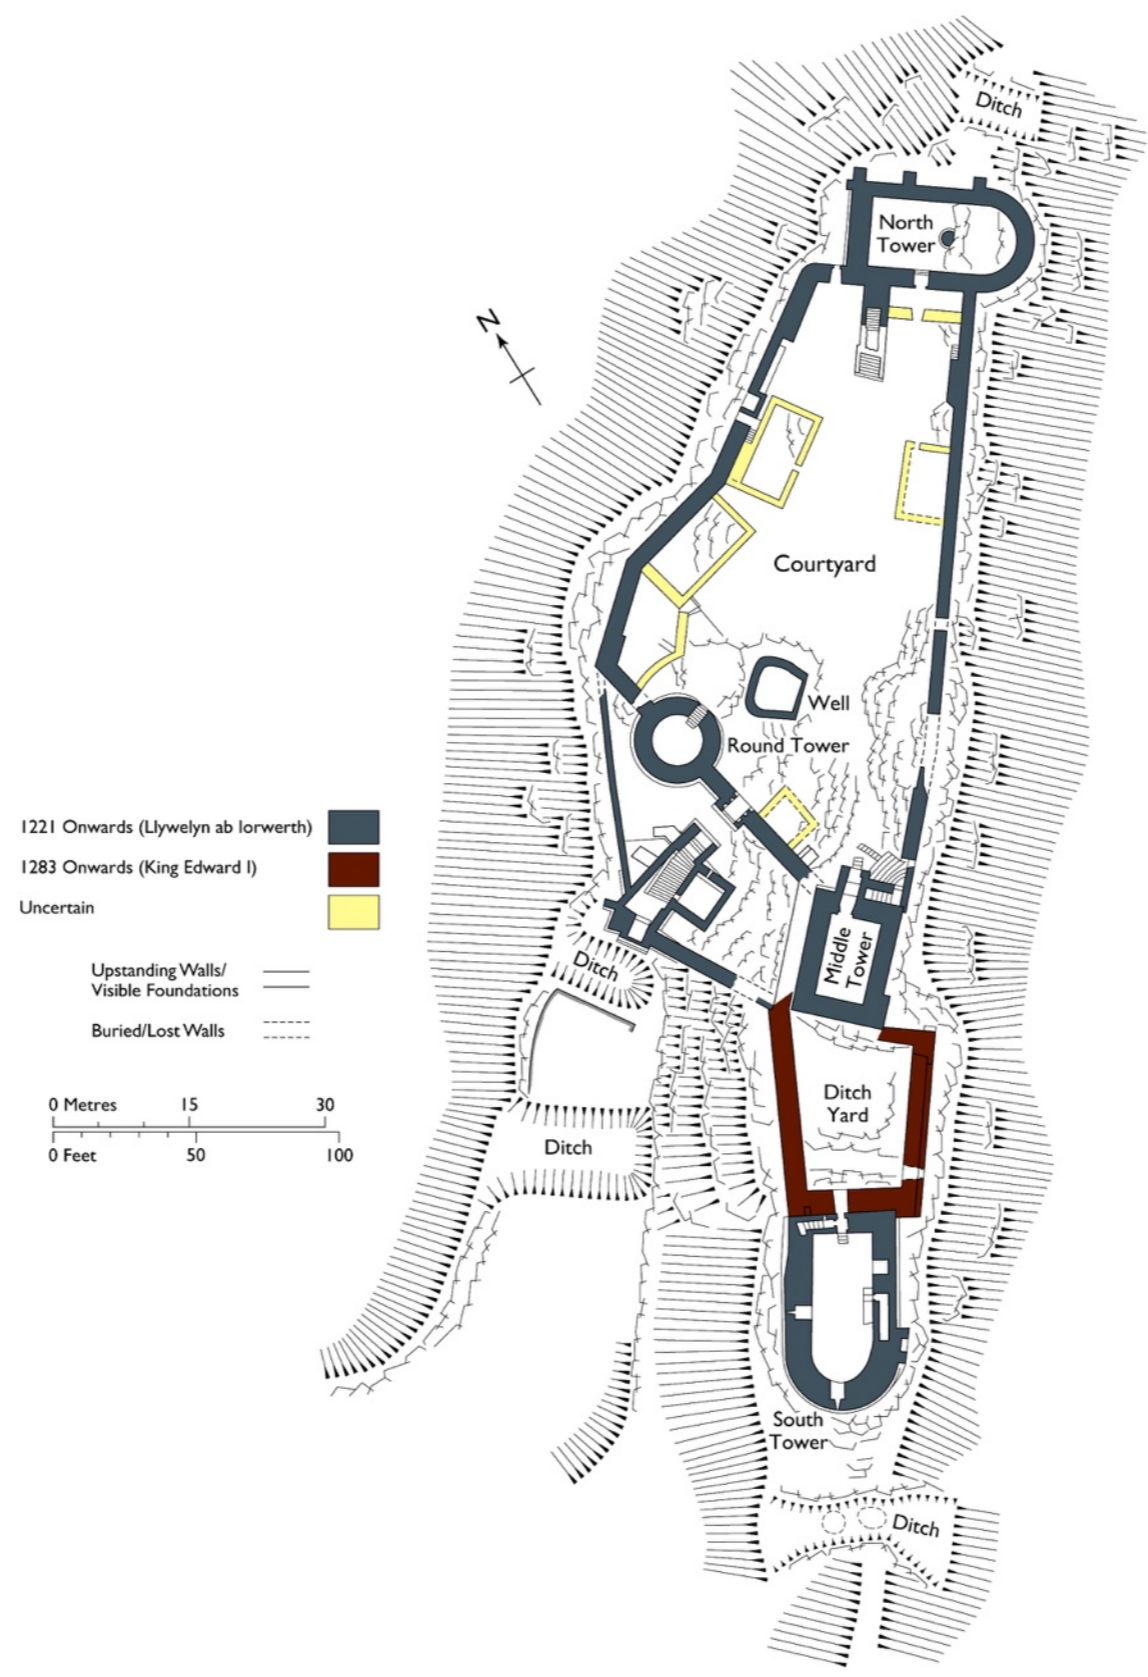 Ditch
North
Tower
N
Courtyard
Well
Round Tower
1221 Onwards (Llywelyn ab Iorwerth)
1283 Onwards (King Edward I)
Uncertain
Middle
Tower
Ditch
Upstanding Walls/
Visible Foundations
Buried/Lost Walls
Ditch
Yard
0 Metres 15 30
0 Feet 50 100
Ditch
South
Tower
Ditch